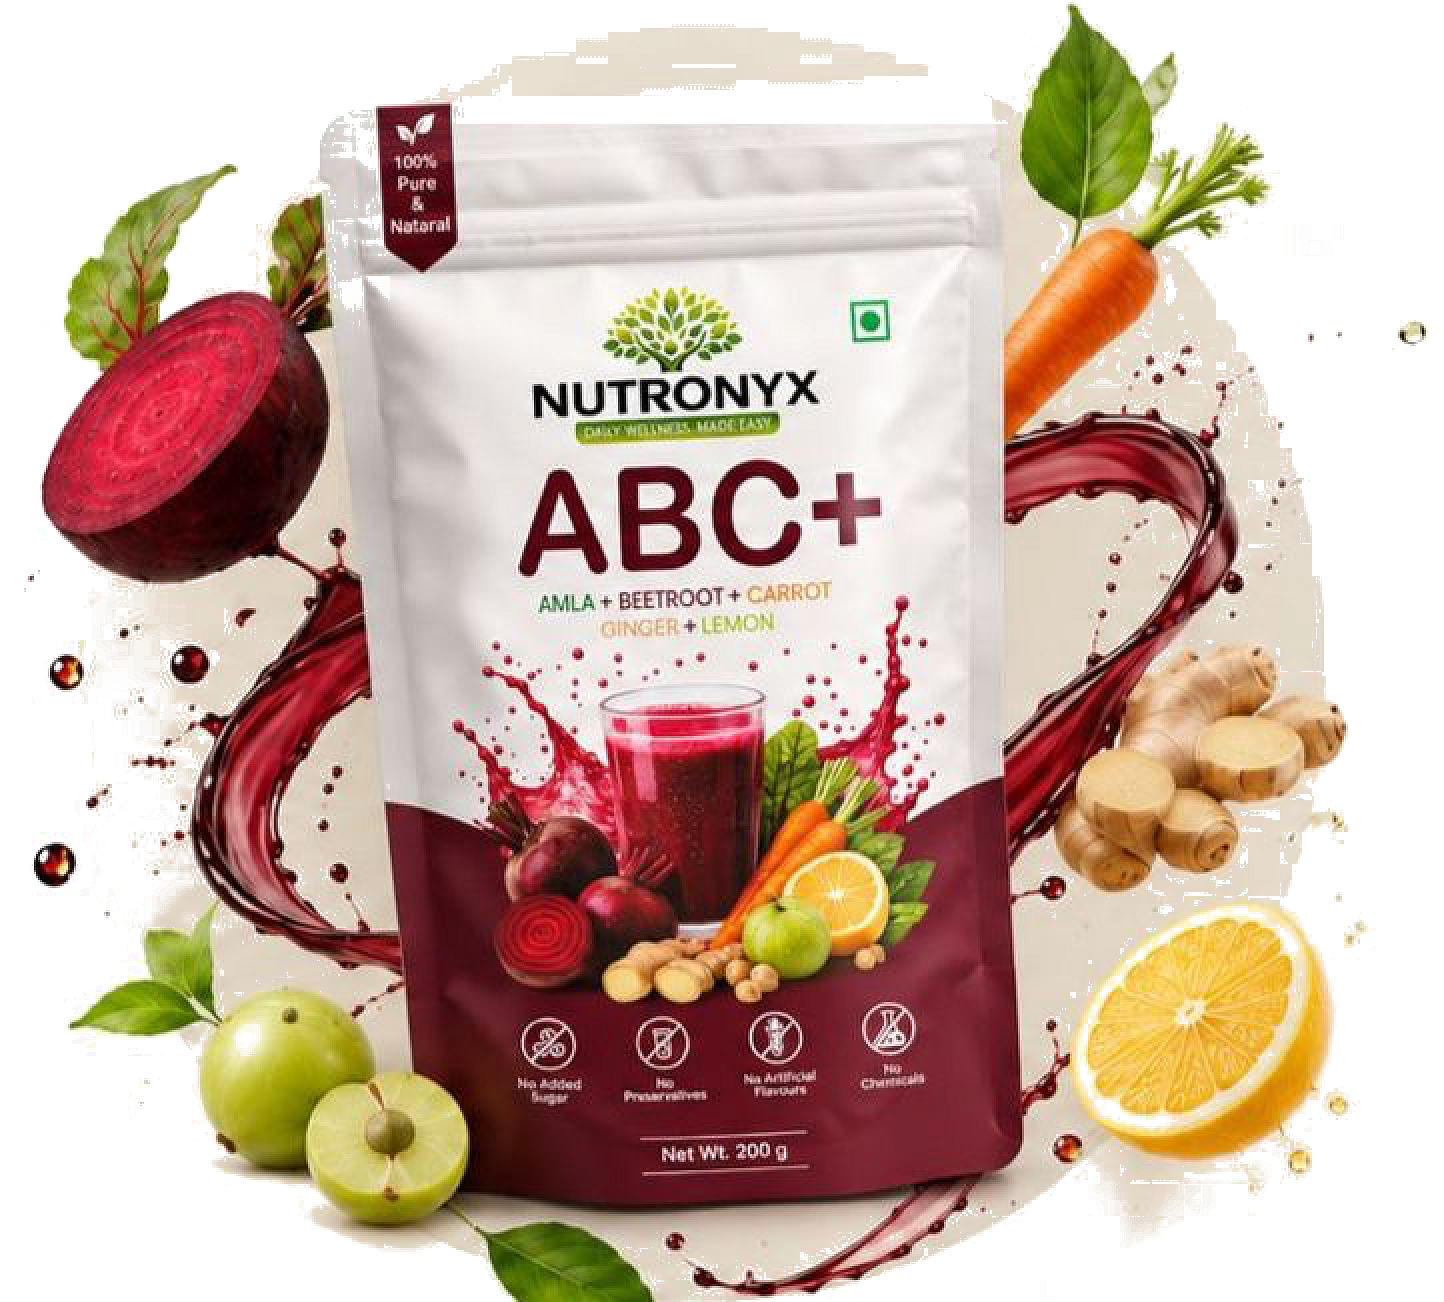 100%
Pure
&
Nataral
NUTRONYX
DAILY WELLNESS, MADE EASY
ABC+
AMLA + BEETROOT + CARROT
GINGER + LEMON
No Added
Sugar
No
Preservatives
No Artificial
Flavours
No
Chemicals
Net Wt. 200 g